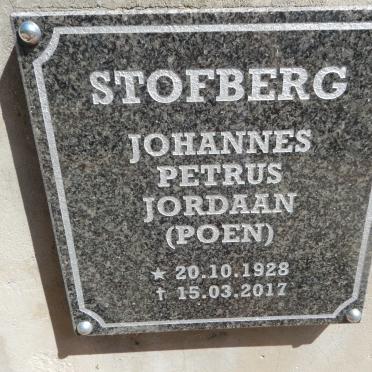 STOFBERG
JOHANNES
PETRUS
JORDAAN
(POEN)
★ 20.10.1928
† 15.03.2017